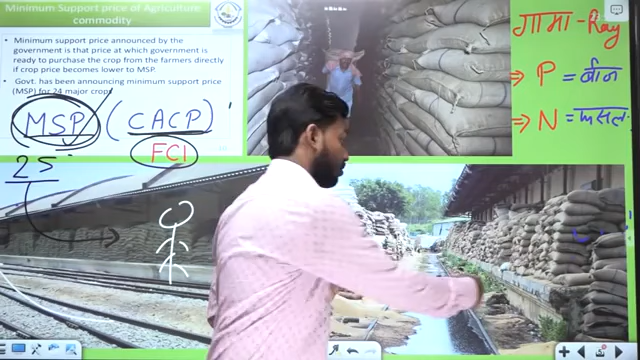 Minimum Support price of Agriculture
commodity
• Minimum support price announced by the
government is that price at which government is
ready to purchase the crop from the farmers directly
if crop price becomes lower to MSP.
• Govt. has been announcing minimum support price
(MSP) for 24 major crops
MSP (CACP)
FCI
25
गामा - Ray
⇒ P = बीज
⇒ N = फसल